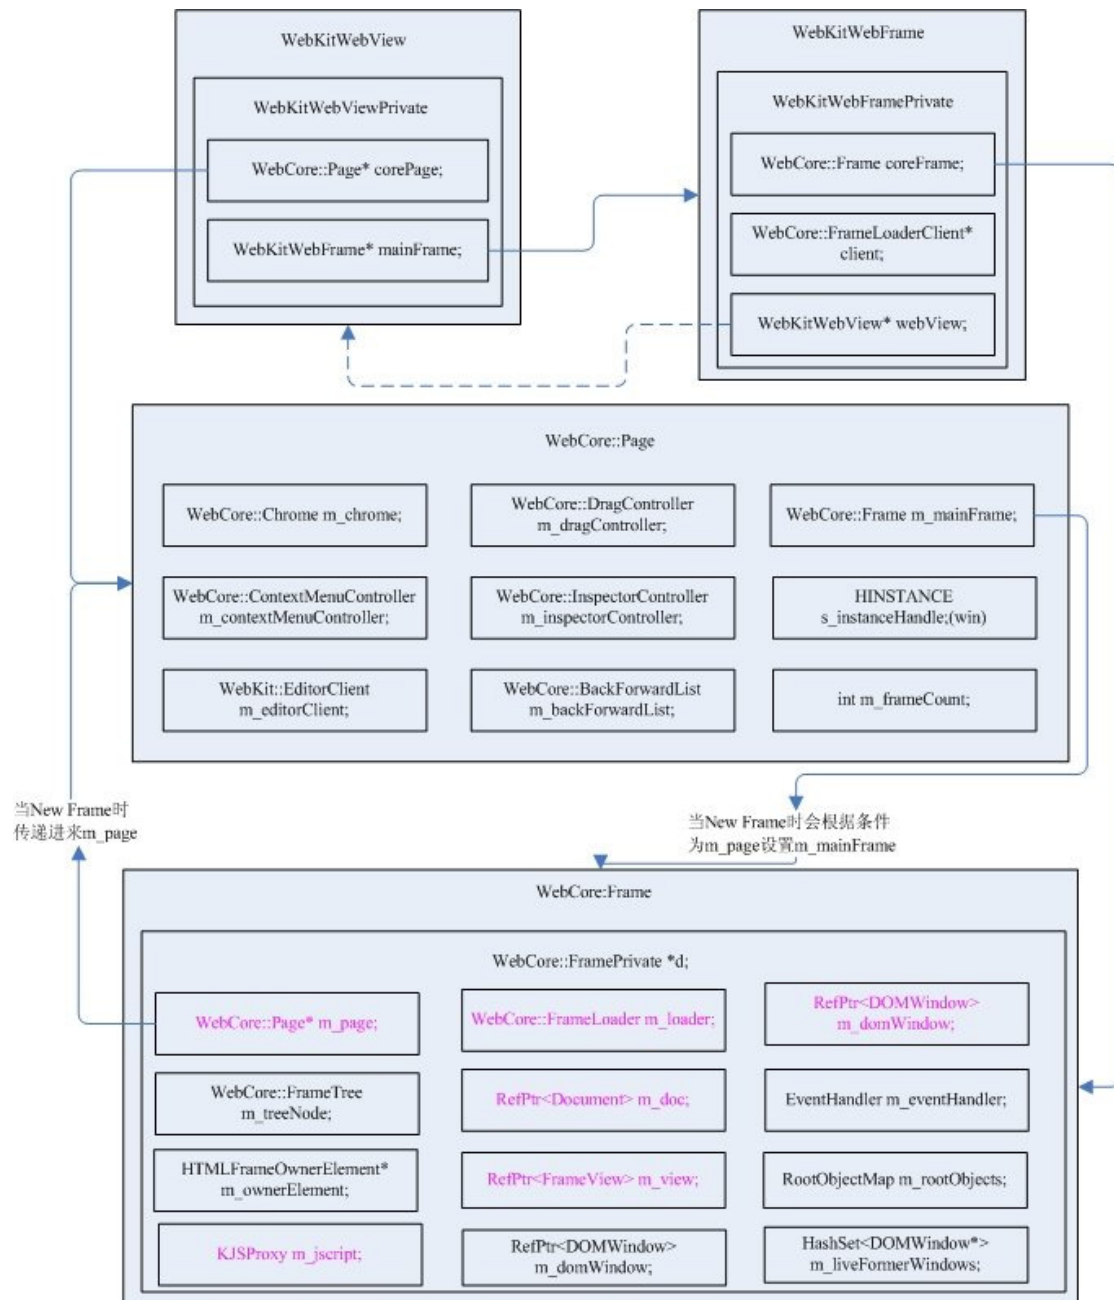 WebKitWebView
WebKitWebViewPrivate
WebCore::Page* corePage;
WebKitWebFrame* mainFrame;
WebKitWebFrame
WebKitWebFramePrivate
WebCore::Frame coreFrame;
WebCore::FrameLoaderClient*
client;
WebKitWebView* webView;
WebCore::Page
WebCore::Chrome m_chrome;
WebCore::DragController
m_dragController;
WebCore::Frame m_mainFrame;
WebCore::ContextMenuController
m_contextMenuController;
WebCore::InspectorController
m_inspectorController;
HINSTANCE
s_instanceHandle;(win)
WebKit::EditorClient
m_editorClient;
WebCore::BackForwardList
m_backForwardList;
int m_frameCount;
当New Frame时
传递进来m_page
当New Frame时会根据条件
为m_page设置m_mainFrame
WebCore:Frame
WebCore::FramePrivate *d;
WebCore::Page* m_page;
WebCore::FrameLoader m_loader;
RefPtr<DOMWindow>
m_domWindow;
WebCore::FrameTree
m_treeNode;
RefPtr<Document> m_doc;
EventHandler m_eventHandler;
HTMLFrameOwnerElement*
m_ownerElement;
RefPtr<FrameView> m_view;
RootObjectMap m_rootObjects;
KJSProxy m_jscript;
RefPtr<DOMWindow>
m_domWindow;
HashSet<DOMWindow*>
m_liveFormerWindows;